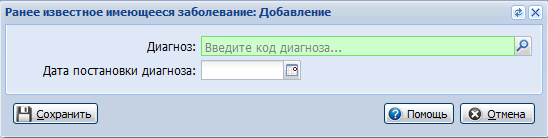 Ранее известное имеющееся заболевание: Добавление
Диагноз: Введите код диагноза...
Дата постановки диагноза:
Сохранить Помощь Отмена